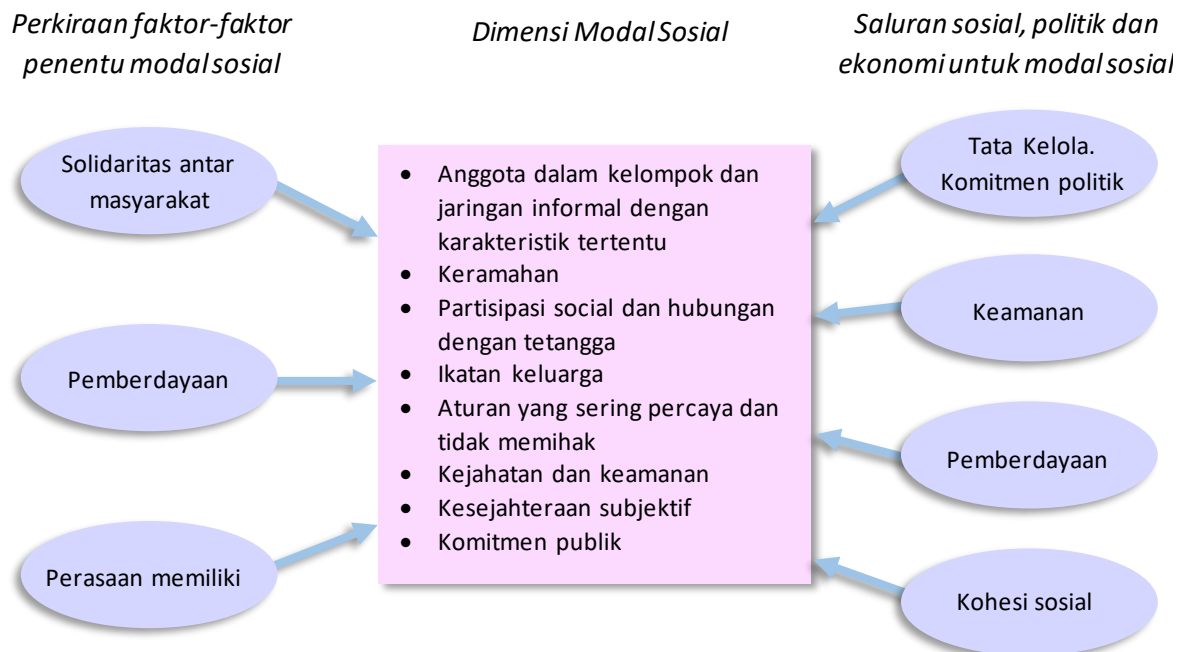 Perkiraan faktor-faktor
penentu modal sosial
Dimensi Modal Sosial
Saluran sosial, politik dan
ekonomi untuk modal sosial
Solidaritas antar
masyarakat
Pemberdayaan
Perasaan memiliki
• Anggota dalam kelompok dan
jaringan informal dengan
karakteristik tertentu
• Keramahan
• Partisipasi social dan hubungan
dengan tetangga
• Ikatan keluarga
• Aturan yang sering percaya dan
tidak memihak
• Kejahatan dan keamanan
• Kesejahteraan subjektif
• Komitmen publik
Tata Kelola.
Komitmen politik
Keamanan
Pemberdayaan
Kohesi sosial